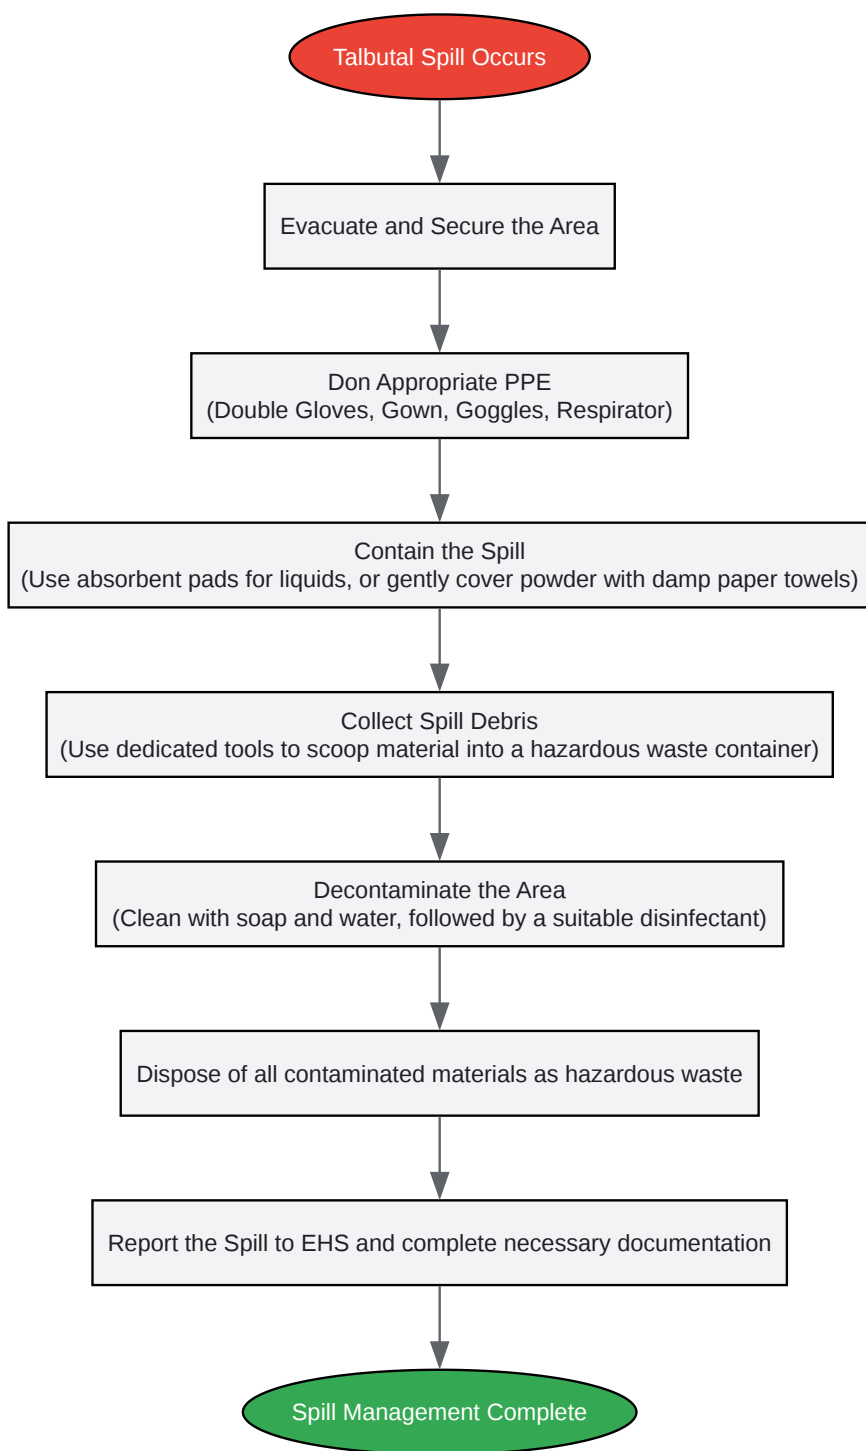 Talbutal Spill Occurs
Evacuate and Secure the Area
Don Appropriate PPE
(Double Gloves, Gown, Goggles, Respirator)
Contain the Spill
(Use absorbent pads for liquids, or gently cover powder with damp paper towels)
Collect Spill Debris
(Use dedicated tools to scoop material into a hazardous waste container)
Decontaminate the Area
(Clean with soap and water, followed by a suitable disinfectant)
Dispose of all contaminated materials as hazardous waste
Report the Spill to EHS and complete necessary documentation
Spill Management Complete